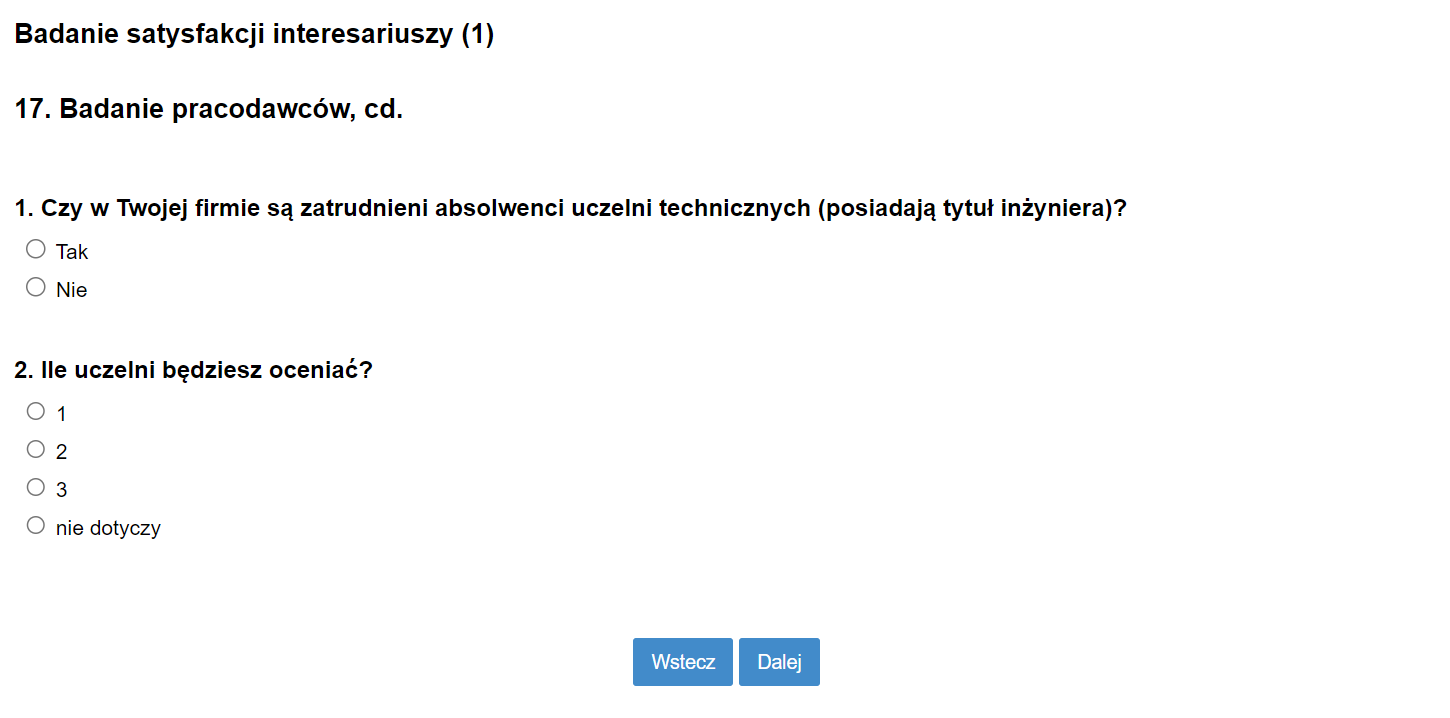 Badanie satysfakcji interesariuszy (1)
17. Badanie pracodawców, cd.
1. Czy w Twojej firmie są zatrudnieni absolwenci uczelni technicznych (posiadają tytuł inżyniera)?
Tak
Nie
2. Ile uczelni będziesz oceniać?
1
2
3
nie dotyczy
Wstecz Dalej